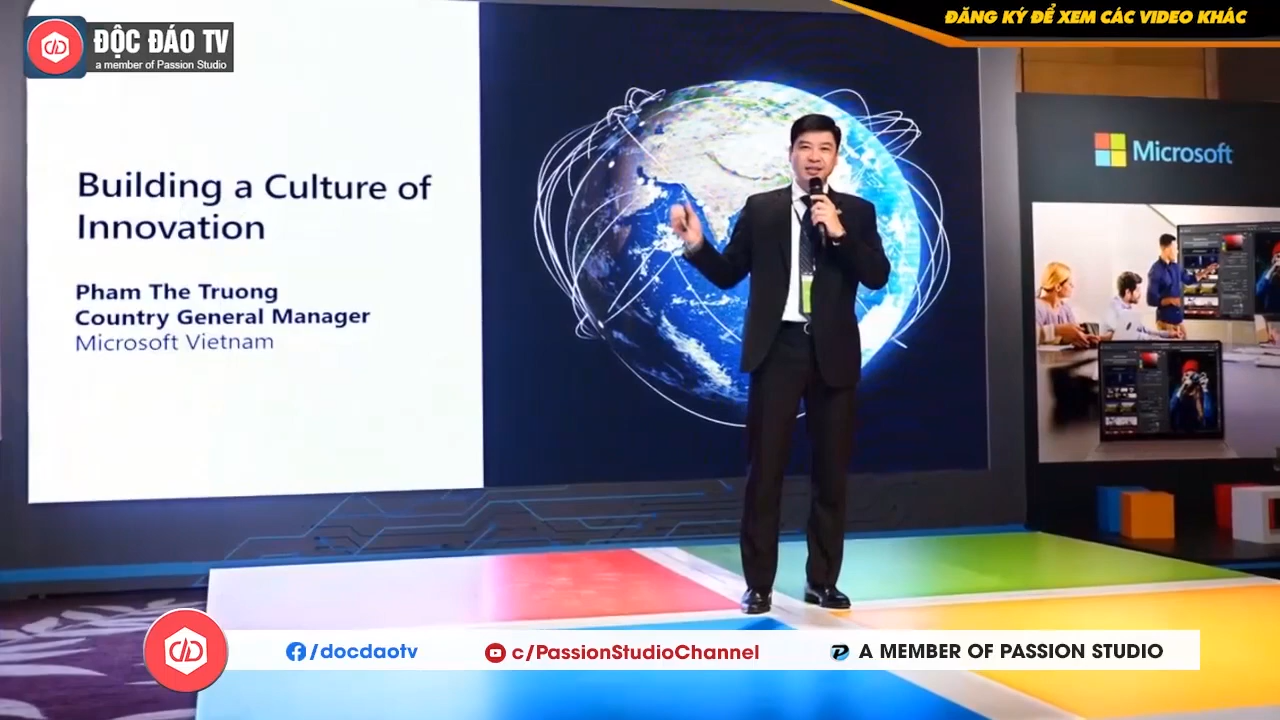 ĐỘC ĐÁO TV
a member of Passion Studio
ĐĂNG KÝ ĐỂ XEM CÁC VIDEO KHÁC
Microsoft
Building a Culture of
Innovation
Pham The Truong
Country General Manager
Microsoft Vietnam
/docdaotv
c/PassionStudioChannel
A MEMBER OF PASSION STUDIO